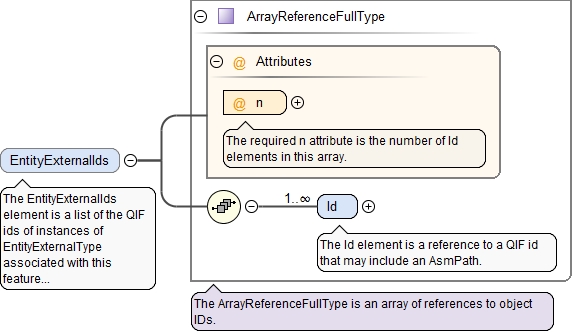 ArrayReferenceFullType
@ Attributes
@ n
The required n attribute is the number of Id
elements in this array.
EntityExternalIds
The EntityExternalIds
element is a list of the QIF
ids of instances of
EntityExternalType
associated with this
feature...
1..∞
Id
The Id element is a reference to a QIF id
that may include an AsmPath.
The ArrayReferenceFullType is an array of references to object
IDs.